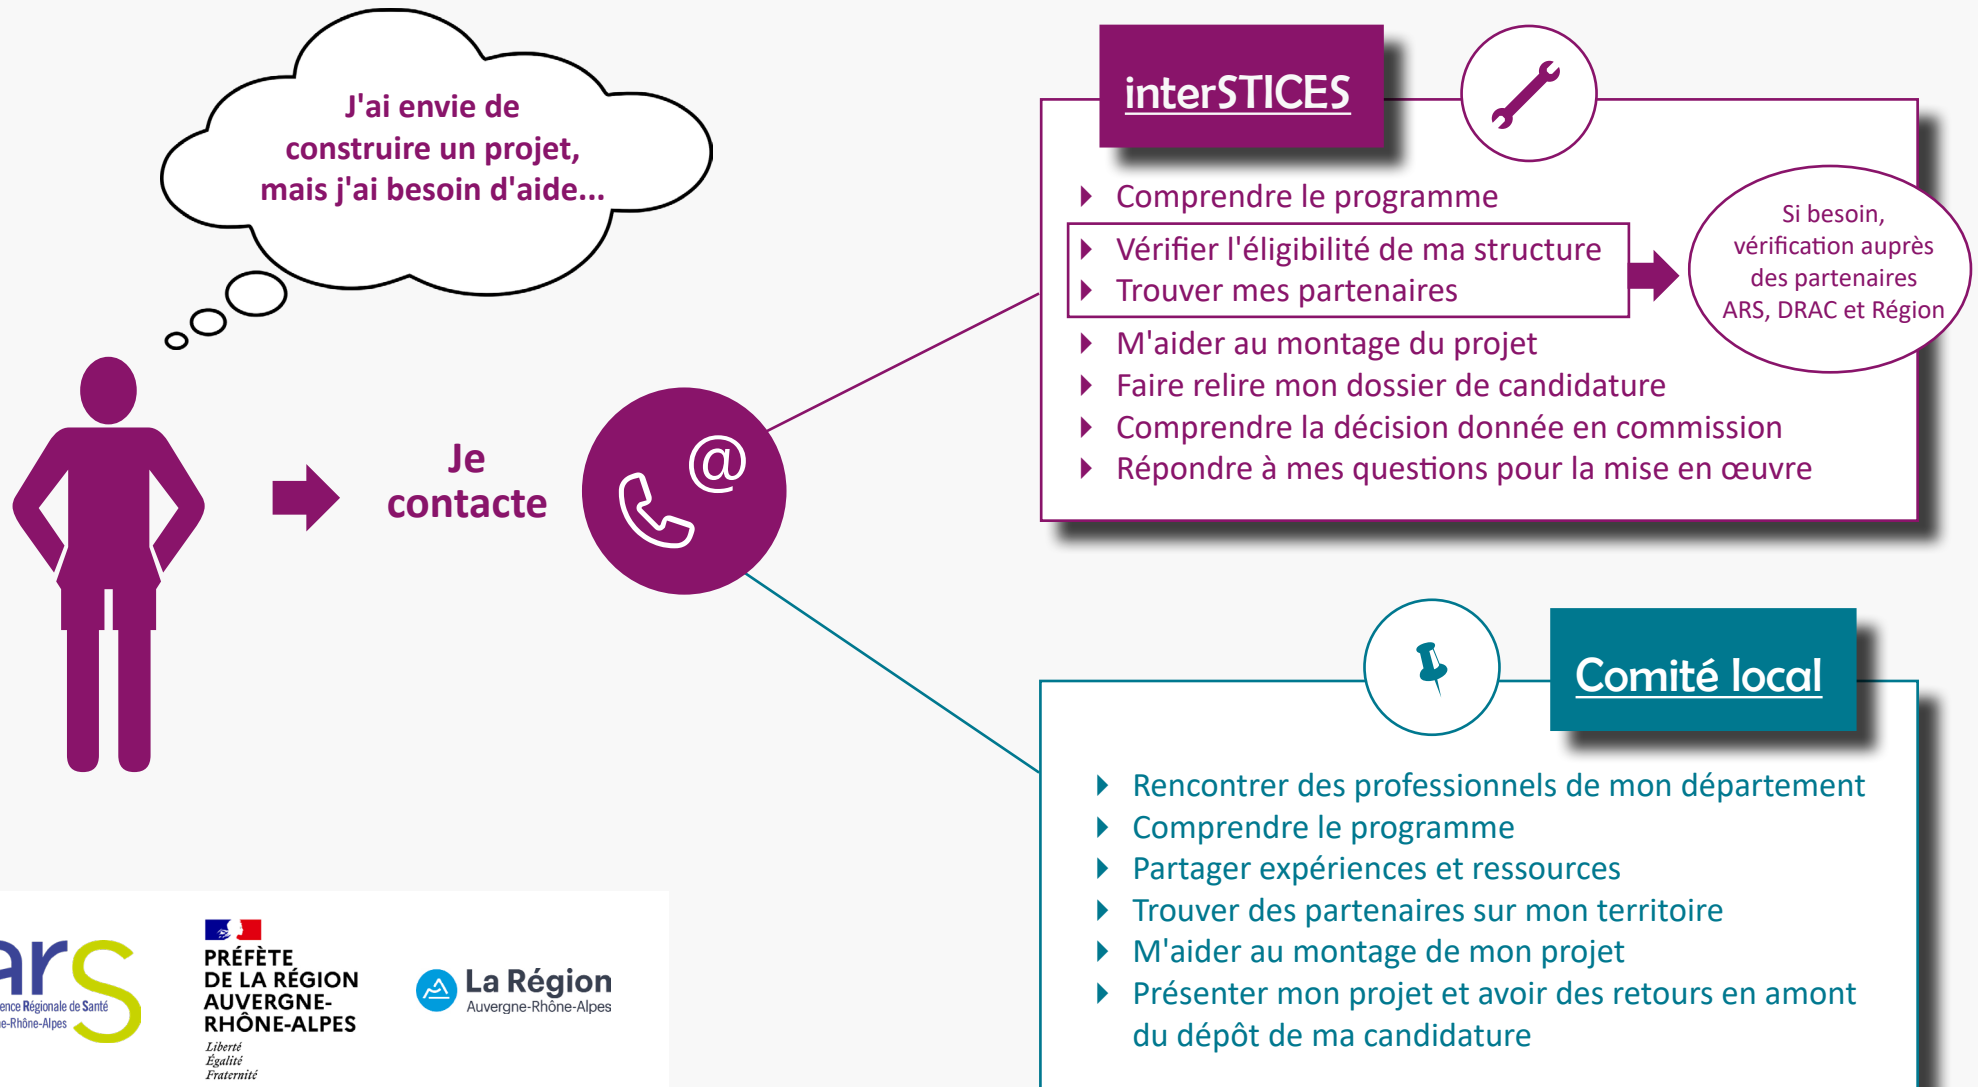 J'ai envie de
construire un projet,
mais j'ai besoin d'aide...
Je
contacte
@
interSTICES
Comprendre le programme
Vérifier l'éligibilité de ma structure
Trouver mes partenaires
M'aider au montage du projet
Faire relire mon dossier de candidature
Comprendre la décision donnée en commission
Répondre à mes questions pour la mise en œuvre
Si besoin,
vérification auprès
des partenaires
ARS, DRAC et Région
Comité local
Rencontrer des professionnels de mon département
Comprendre le programme
Partager expériences et ressources
Trouver des partenaires sur mon territoire
M'aider au montage de mon projet
Présenter mon projet et avoir des retours en amont
du dépôt de ma candidature
ars
Régionale de Santé
Rhône-Alpes
PRÉFÈTE
DE LA RÉGION
AUVERGNE-
RHÔNE-ALPES
Liberté
Égalité
Fraternité
La Région
Auvergne-Rhône-Alpes